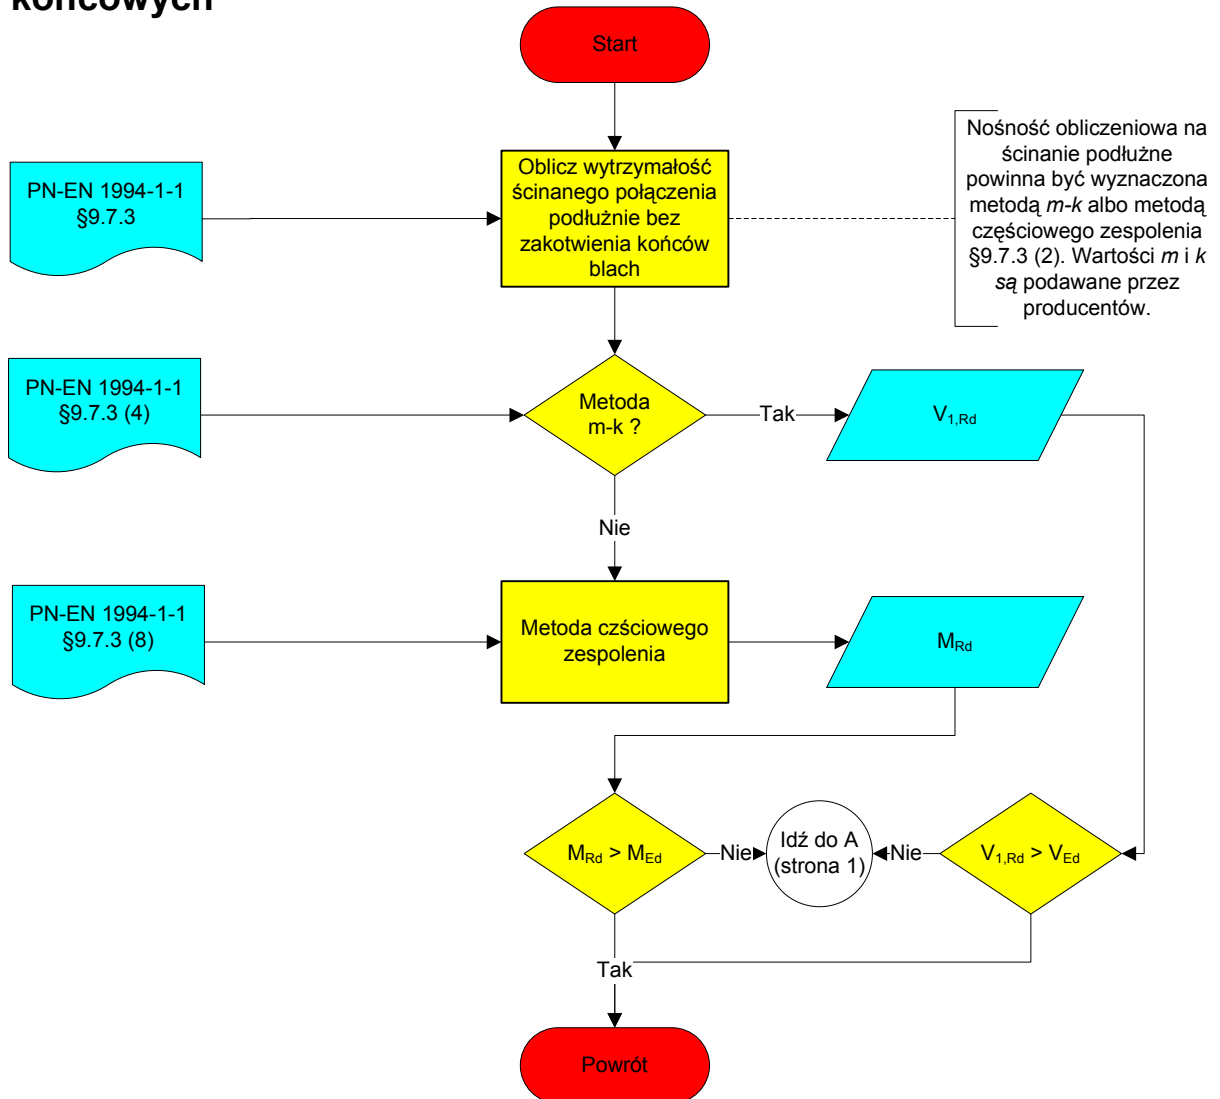 końcowych
Start
PN-EN 1994-1-1
§9.7.3
Oblicz wytrzymałość
ścinanego połączenia
podłużnie bez
zakotwienia końców
blach
Nośność obliczeniowa na
ścinanie podłużne
powinna być wyznaczona
metodą m-k albo metodą
częściowego zespolenia
§9.7.3 (2). Wartości m i k
są podawane przez
producentów.
PN-EN 1994-1-1
§9.7.3 (4)
Metoda
m-k ?
Tak
V1,Rd
Nie
PN-EN 1994-1-1
§9.7.3 (8)
Metoda czściowego
zespolenia
MRd
MRd > MEd
Nie
Idź do A
(strona 1)
Nie
V1,Rd > VEd
Tak
Powrót